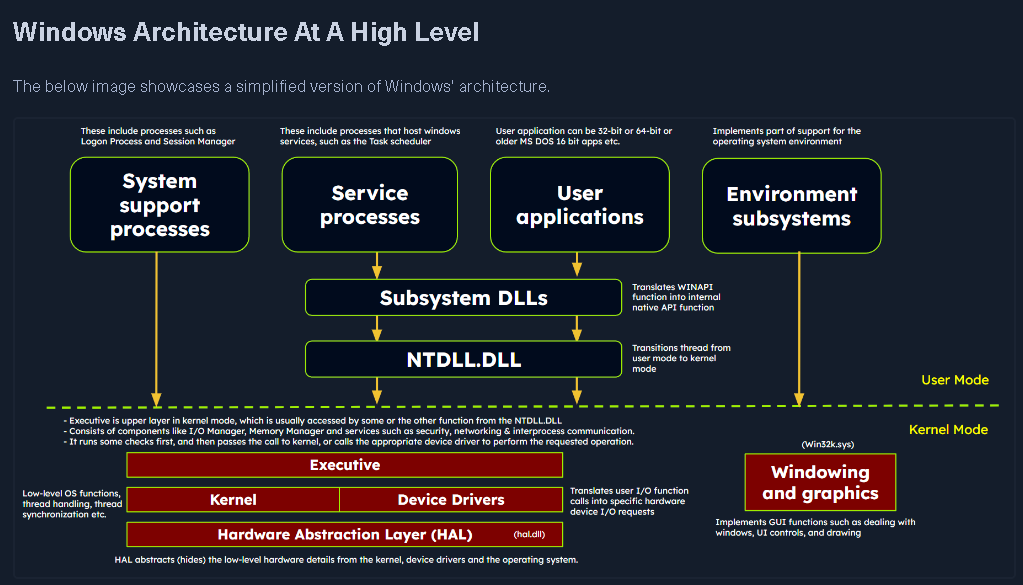 Windows Architecture At A High Level
The below image showcases a simplified version of Windows' architecture.
These include processes such as
Logon Process and Session Manager
System
support
processes
These include processes that host windows
services, such as the Task scheduler
Service
processes
User application can be 32-bit or 64-bit or
older MS DOS 16 bit apps etc.
User
applications
Implements part of support for the
operating system environment
Environment
subsystems
Subsystem DLLs
Translates WINAPI
function into internal
native API function
NTDLL.DLL
Transitions thread from
user mode to kernel
mode
User Mode
Kernel Mode
- Executive is upper layer in kernel mode, which is usually accessed by some or the other function from the NTDLL.DLL
- Consists of components like I/O Manager, Memory Manager and services such as security, networking & interprocess communication.
- It runs some checks first, and then passes the call to kernel, or calls the appropriate device driver to perform the requested operation.
Executive
Low-level OS functions,
thread handling, thread
synchronization etc.
Kernel
Device Drivers
Translates user I/O function
calls into specific hardware
device I/O requests
Hardware Abstraction Layer (HAL)
(hal.dll)
HAL abstracts (hides) the low-level hardware details from the kernel, device drivers and the operating system.
(Win32k.sys)
Windowing
and graphics
Implements GUI functions such as dealing with
windows, UI controls, and drawing